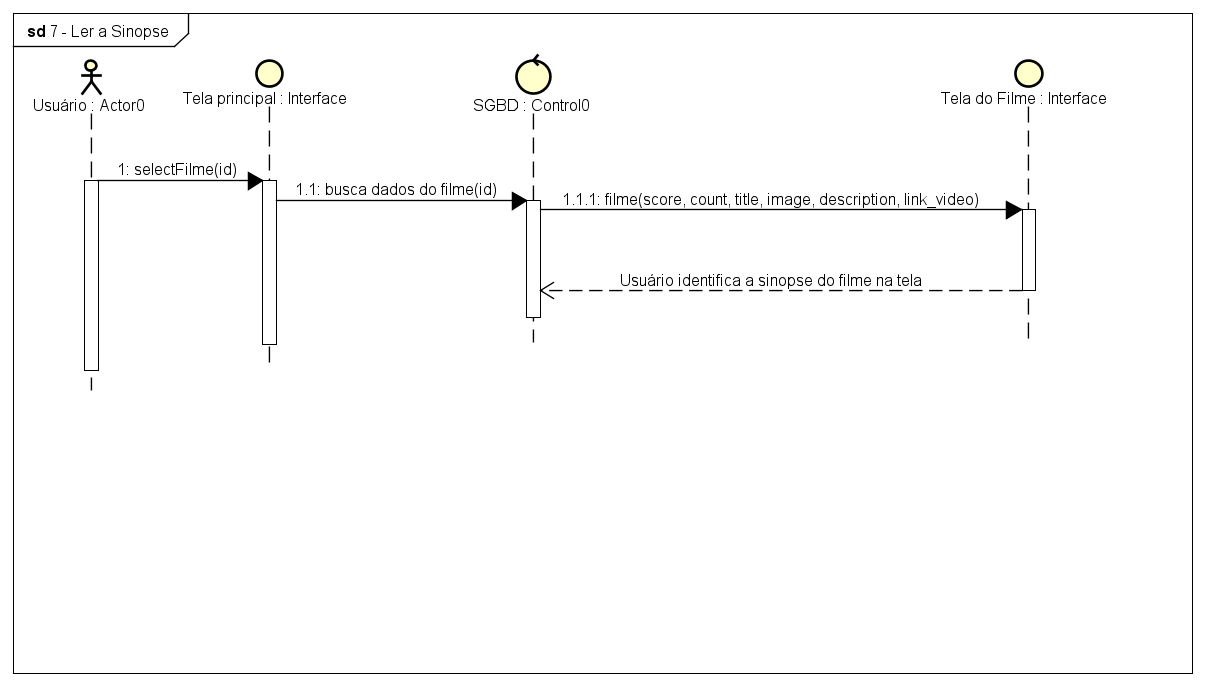 sd 7 - Ler a Sinopse
Usuário : Actor0
Tela principal : Interface
SGBD : Control0
Tela do Filme : Interface
1: selectFilme(id)
1.1: busca dados do filme(id)
1.1.1: filme(score, count, title, image, description, link_video)
Usuário identifica a sinopse do filme na tela